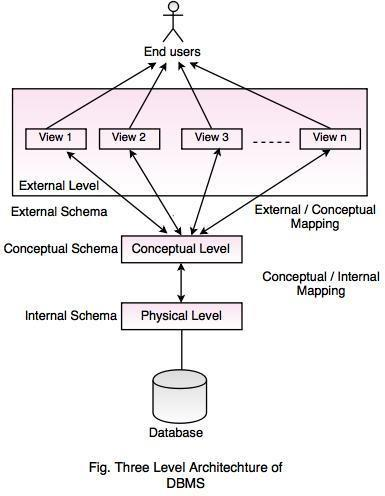 End users
View 1
View 2
View 3
View n
External Level
External Schema
External / Conceptual
Mapping
Conceptual Schema
Conceptual Level
Conceptual / Internal
Mapping
Internal Schema
Physical Level
Database
Fig. Three Level Architechture of
DBMS